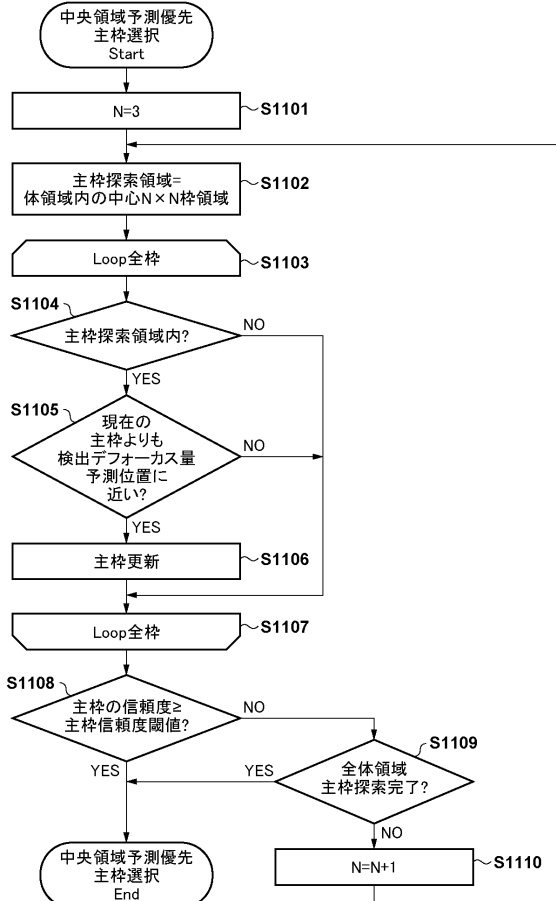 中央領域予測優先
主枠選択
Start
N=3
S1101
主枠探索領域=
体領域内の中心N×N枠領域
S1102
Loop全枠
S1103
S1104
主枠探索領域内?
NO
YES
S1105
現在の
主枠よりも
検出デフォーカス量
予測位置に
近い?
NO
YES
主枠更新
S1106
Loop全枠
S1107
S1108
主枠の信頼度≥
主枠信頼度閾値?
NO
YES
S1109
全体領域
主枠探索完了?
YES
NO
N=N+1
S1110
中央領域予測優先
主枠選択
End